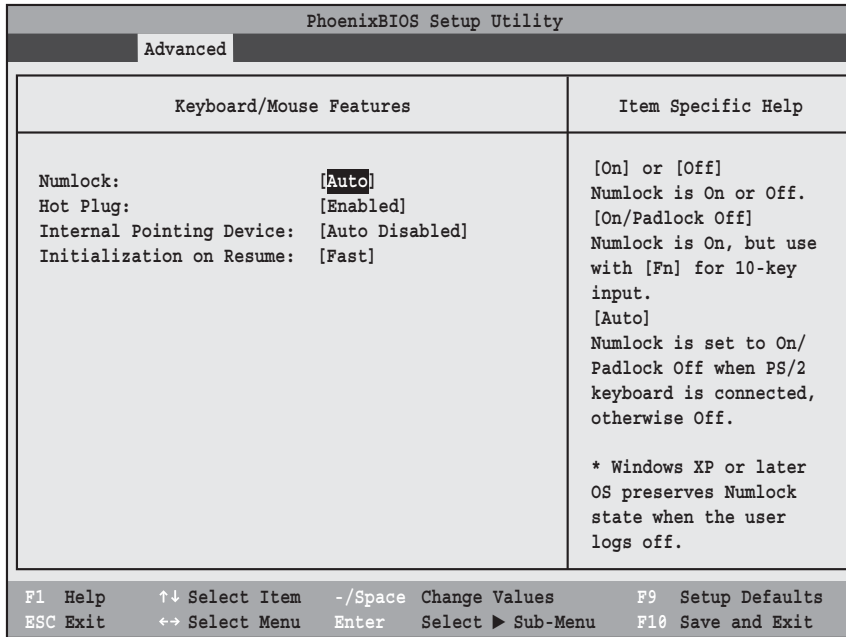 PhoenixBIOS Setup Utility
Advanced
Keyboard/Mouse Features
Numlock: [Auto]
Hot Plug: [Enabled]
Internal Pointing Device: [Auto Disabled]
Initialization on Resume: [Fast]
Item Specific Help
[On] or [Off]
Numlock is On or Off.
[On/Padlock Off]
Numlock is On, but use
with [Fn] for 10-key
input.
[Auto]
Numlock is set to On/
Padlock Off when PS/2
keyboard is connected,
otherwise Off.
* Windows XP or later
OS preserves Numlock
state when the user
logs off.
F1 Help ↑↓ Select Item -/Space Change Values F9 Setup Defaults
ESC Exit ←→ Select Menu Enter Select ▶ Sub-Menu F10 Save and Exit